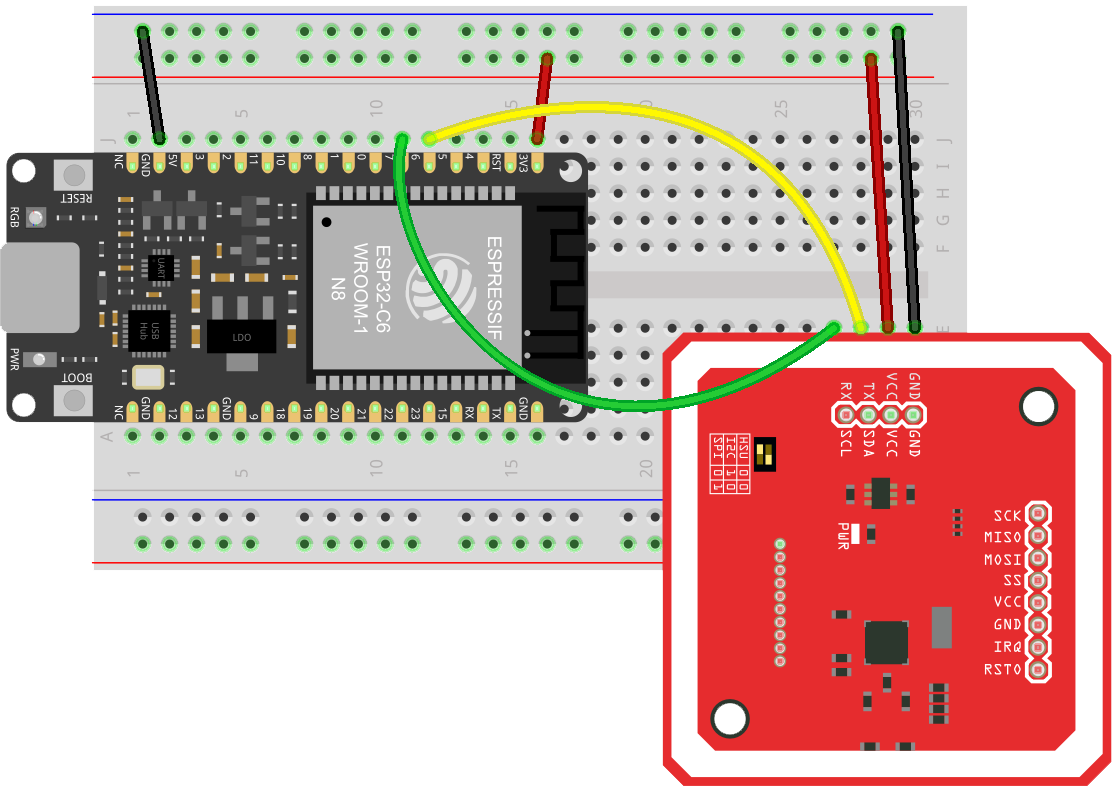 1 5 10 15 25 30
J
J
I
H
G
F
E
A
1 5 10 15 20
NC GND 5V 3 2 11 10 8 1 0 7 6 5 4 RST 3V3
RESET
RGB
UART
USB
Hub
LDO
PWR
BOOT
ESPRESSIF
ESP32-C6
WROOM-1
N8
NC GND 12 13 GND 9 18 19 20 21 22 23 15 RX TX GND
RX TX VCC GND
SCL SDA VCC GND
HSU 0 0
I2C 1 0
SPI 0 1
PWR
SCK
MISO
MOSI
SS
VCC
GND
IRQ
RSTO